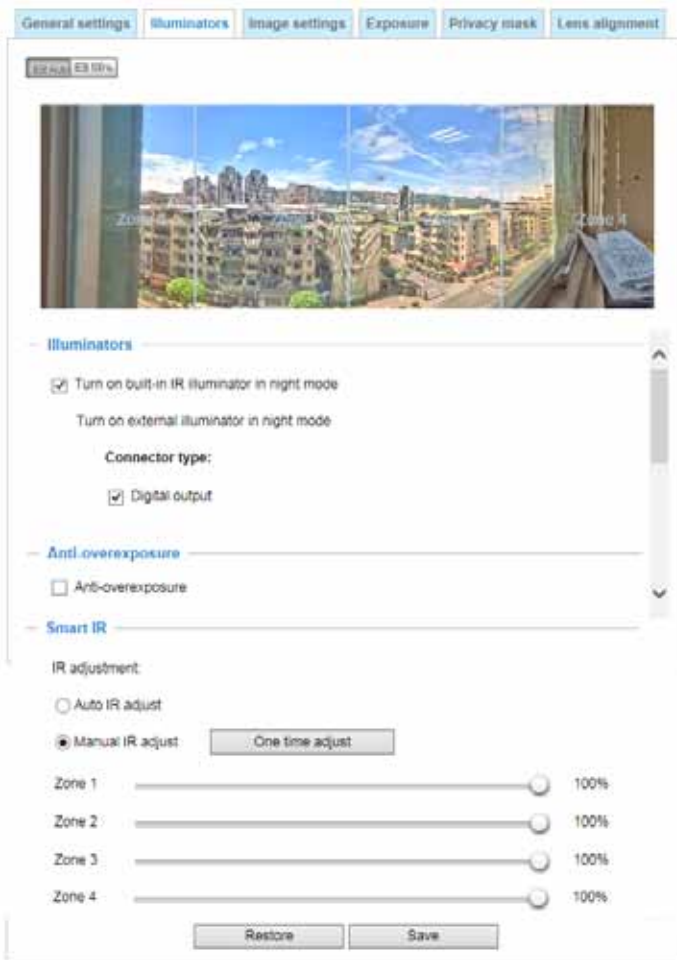 General settings Illuminators Image settings Exposure Privacy mask Lens alignment
Zone 4
Illuminators
Turn on built-in IR illuminator in night mode
Turn on external illuminator in night mode
Connector type:
Digital output
Anti-overexposure
Anti-overexposure
Smart IR
IR adjustment:
Auto IR adjust
Manual IR adjust One time adjust
Zone 1 100%
Zone 2 100%
Zone 3 100%
Zone 4 100%
Restore Save